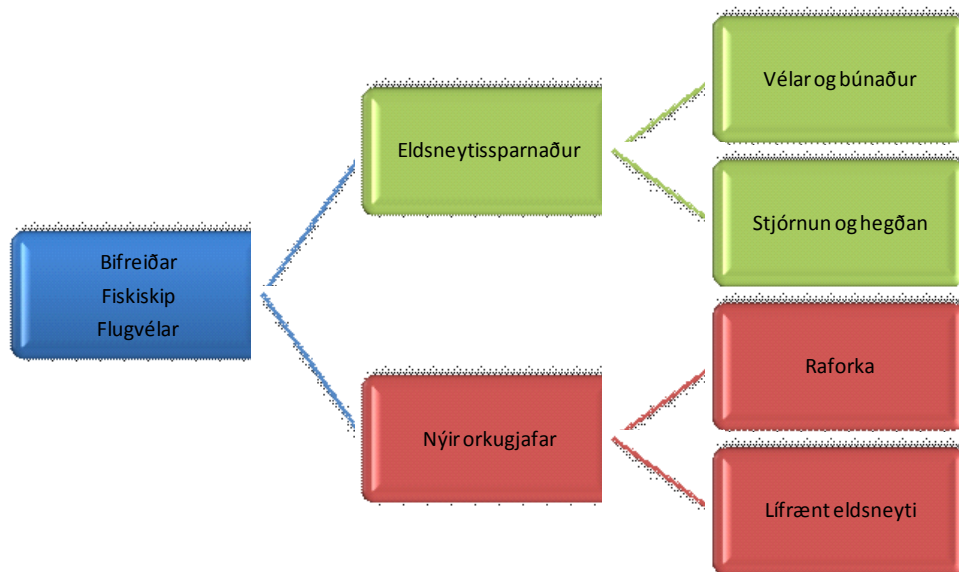 Bifreiðar
Fiskiskip
Flugvélar
Eldsneytissparnaður
Vélar og búnaður
Stjórnun og hegðan
Nýir orkugjafar
Raforka
Lífrænt eldsneyti